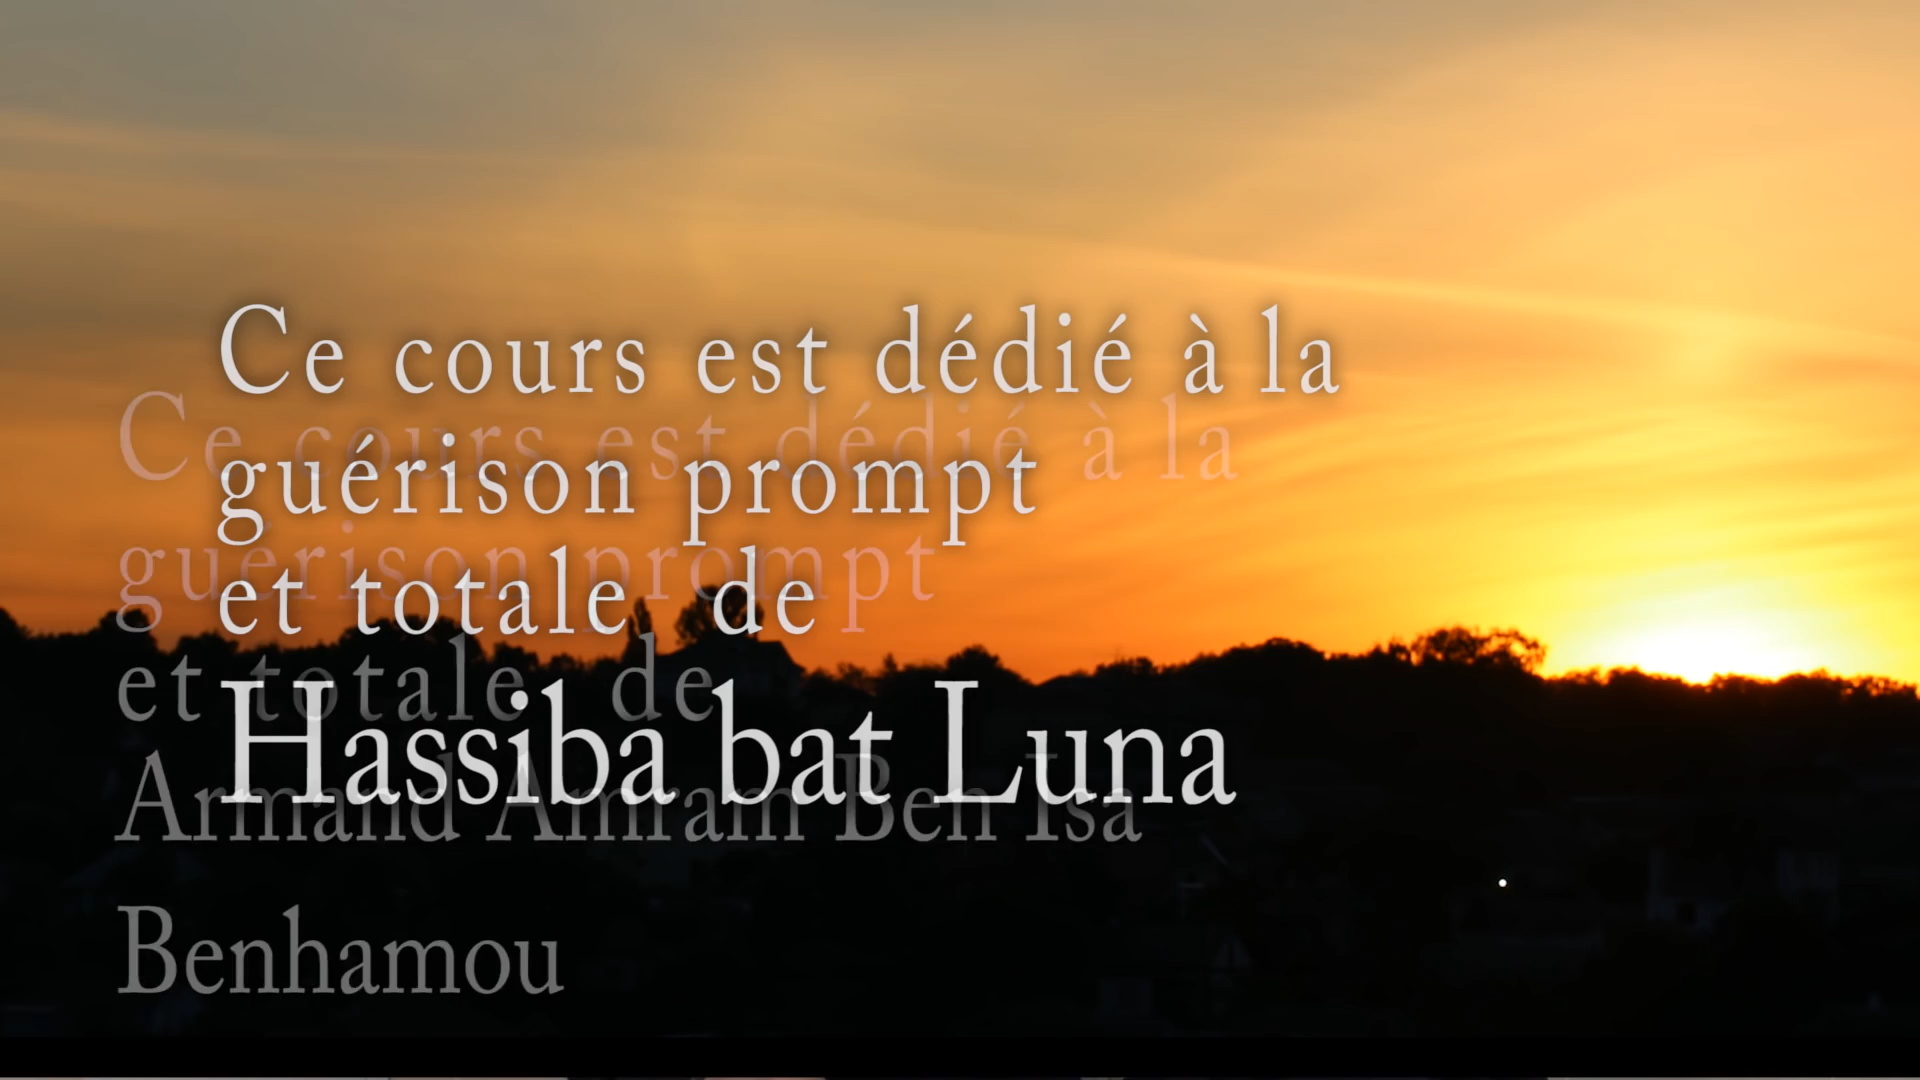 Ce cours est dédié à la
guérison prompt
et totale de
Hassiba bat Luna
Ce cours est dédié à la
guérison prompt
et totale de
Armand Amram Ben Isa
Benhamou